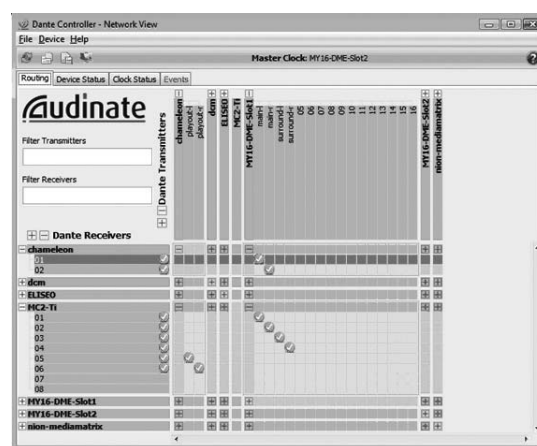 Dante Controller - Network View
File Device Help
Master Clock: MY16-DME-Slot2
Routing Device Status Clock Status Events
Audinate
Filter Transmitters
Filter Receivers
Dante Transmitters
chameleon
playout-l
playout-r
dcm
ELISEO
MC2-Ti
MY16-DME-Slot1
main-l
main-r
surround-l
surround-r
05
06
07
08
09
10
11
12
13
14
15
16
MY16-DME-Slot2
nion-mediamatrix
Dante Receivers
chameleon
01
02
dcm
ELISEO
MC2-Ti
01
02
03
04
05
06
07
08
MY16-DME-Slot1
MY16-DME-Slot2
nion-mediamatrix